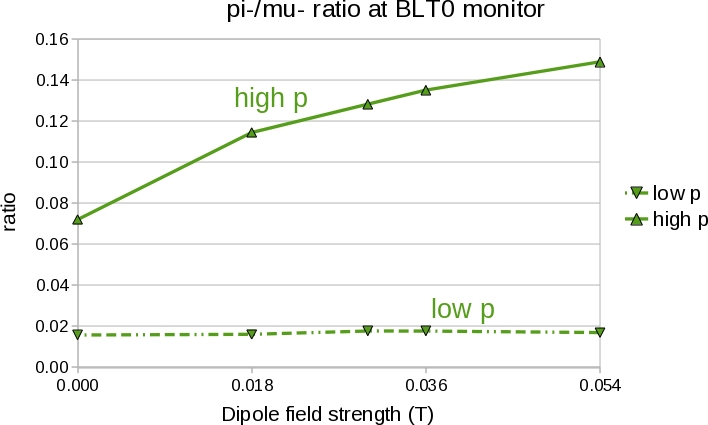 pi-/mu- ratio at BLT0 monitor
0.16
0.14
0.12
0.10
0.08
0.06
0.04
0.02
0.00
ratio
high p
low p
low p
high p
0.000 0.018 0.036 0.054
Dipole field strength (T)